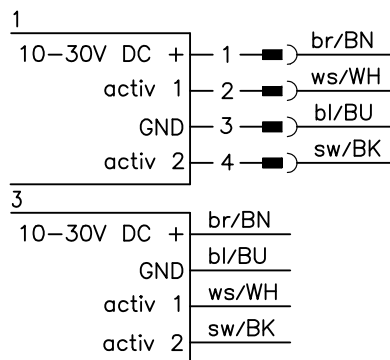 1
10-30V DC + 1 br/BN
activ 1 2 ws/WH
GND 3 bl/BU
activ 2 4 sw/BK
3
10-30V DC + br/BN
GND bl/BU
activ 1 ws/WH
activ 2 sw/BK